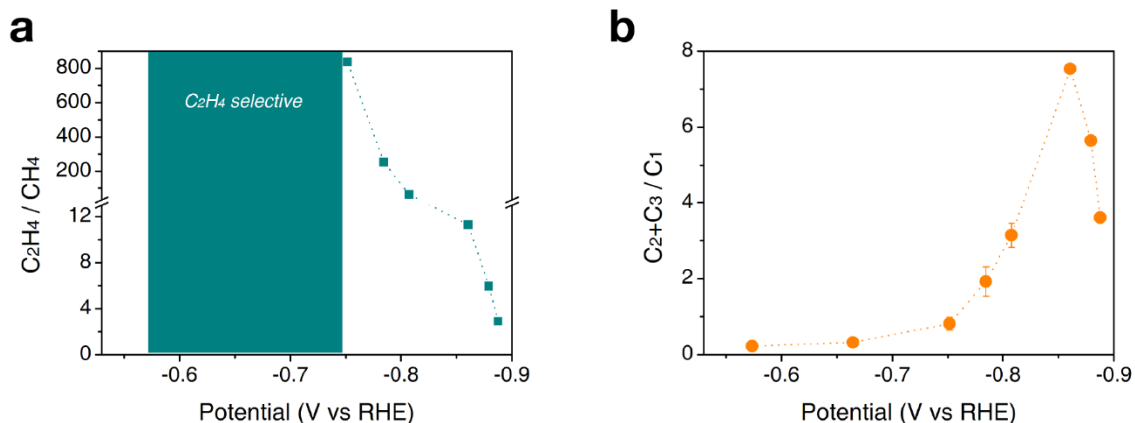 a
C₂H₄ / CH₄
800
600
400
200
12
8
4
0
C₂H₄ selective
-0.6 -0.7 -0.8 -0.9
Potential (V vs RHE)
b
C₂+C₃ / C₁
8
6
4
2
0
-0.6 -0.7 -0.8 -0.9
Potential (V vs RHE)